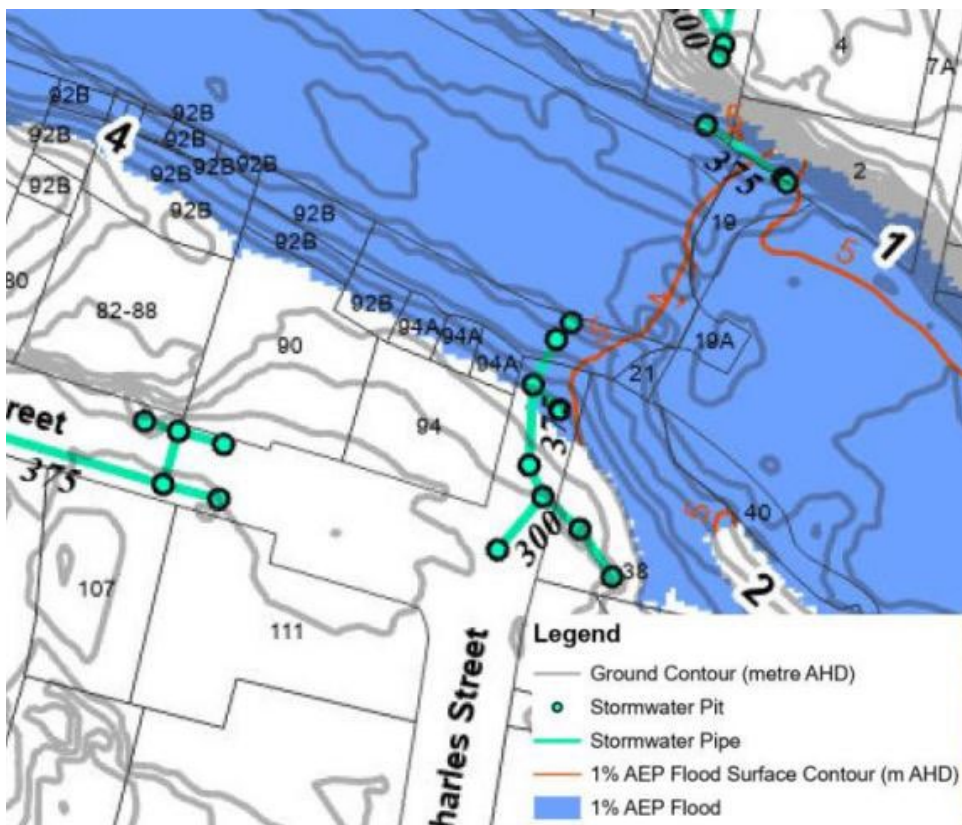 300
4
7A
92B
92B
92B
4
92B
92B
92B
92B
92B
92B
375
2
19
92B
92B
1
5
80
82-88
92B
94A
94A
94A
4
19A
90
21
94
375
reet
375
5
40
300
38
2
107
111
Charles Street
Legend
Ground Contour (metre AHD)
Stormwater Pit
Stormwater Pipe
1% AEP Flood Surface Contour (m AHD)
1% AEP Flood